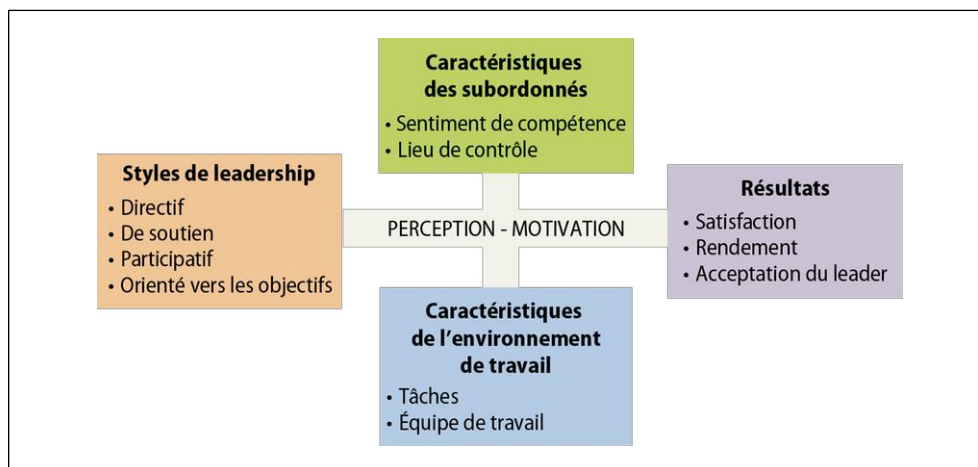 Caractéristiques
des subordonnés
• Sentiment de compétence
• Lieu de contrôle
Styles de leadership
• Directif
• De soutien
• Participatif
• Orienté vers les objectifs
PERCEPTION - MOTIVATION
Résultats
• Satisfaction
• Rendement
• Acceptation du leader
Caractéristiques
de l'environnement
de travail
• Tâches
• Équipe de travail